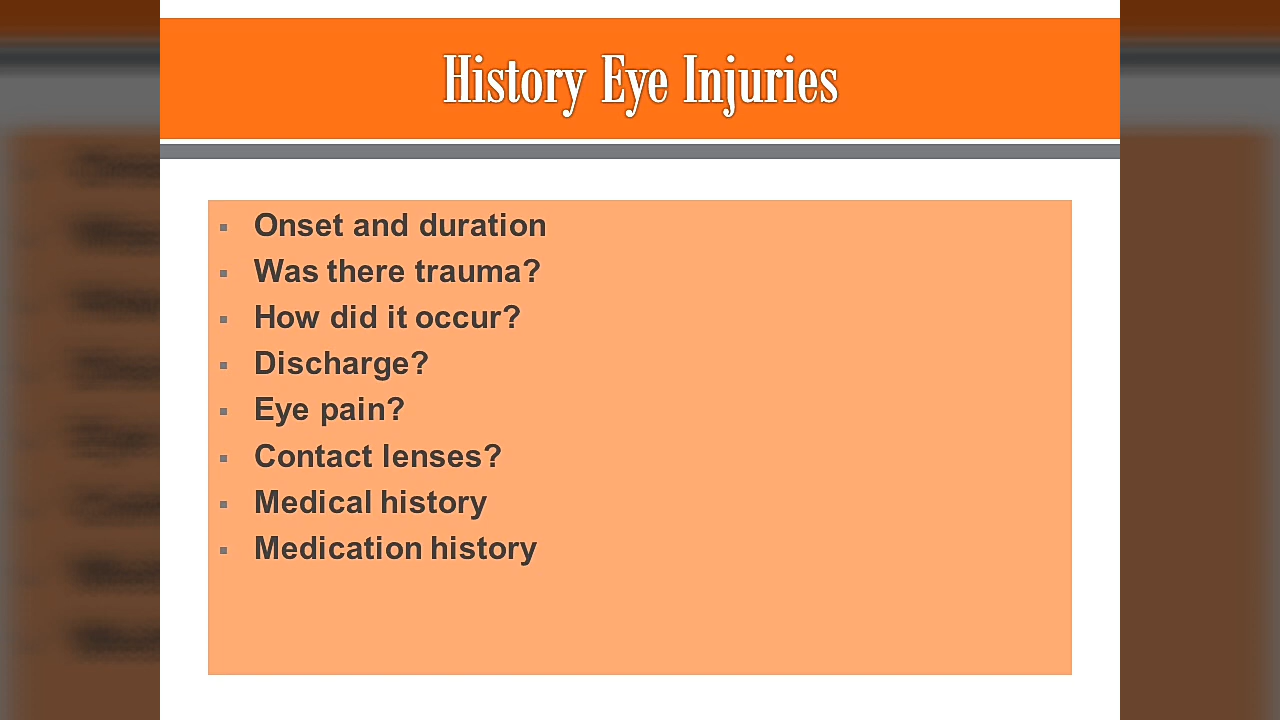 History Eye Injuries
Onset and duration
Was there trauma?
How did it occur?
Discharge?
Eye pain?
Contact lenses?
Medical history
Medication history